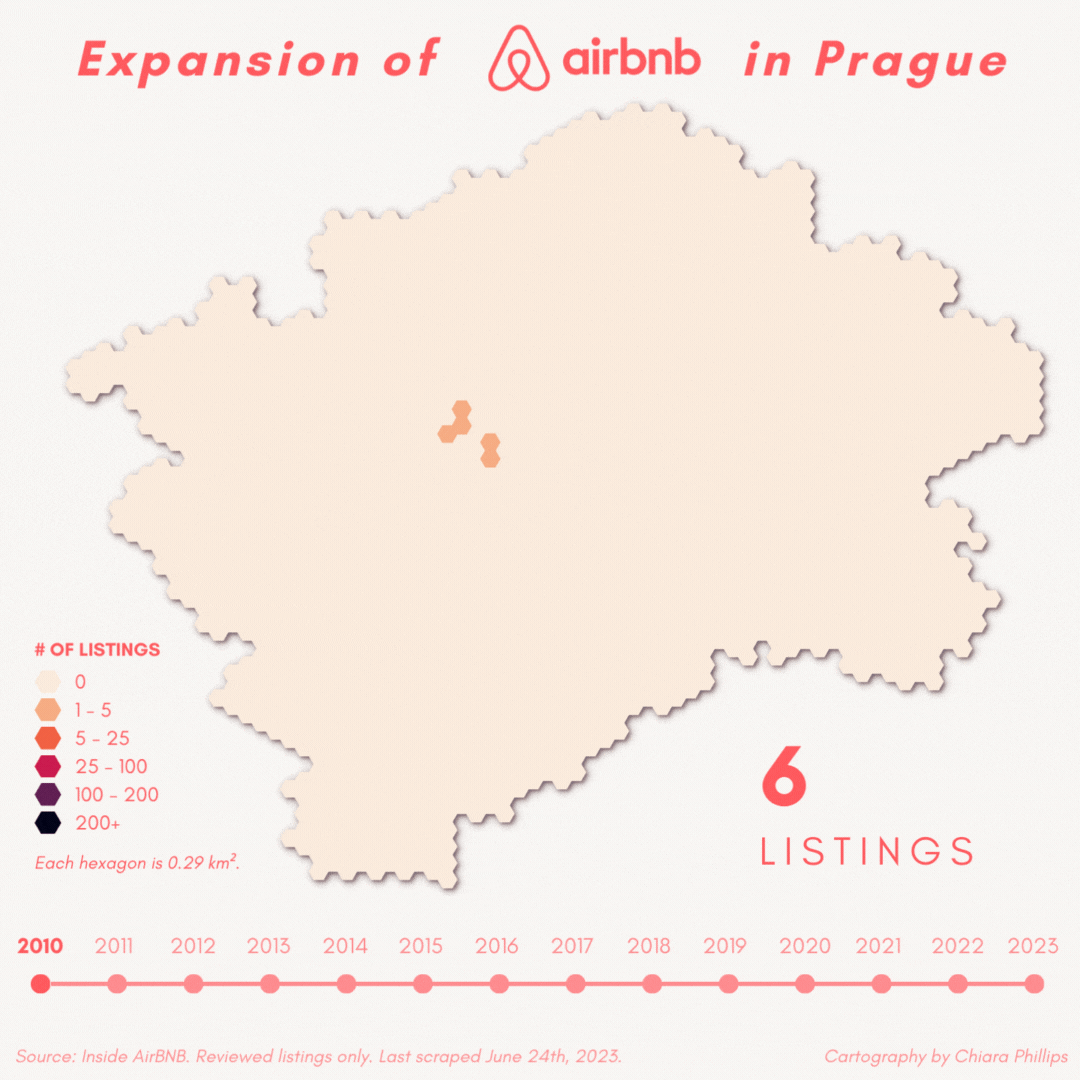 Expansion of airbnb in Prague
# OF LISTINGS
0
1 - 5
5 - 25
25 - 100
100 - 200
200+
Each hexagon is 0.29 km².
6
LISTINGS
2010 2011 2012 2013 2014 2015 2016 2017 2018 2019 2020 2021 2022 2023
Source: Inside AirBNB. Reviewed listings only. Last scraped June 24th, 2023.
Cartography by Chiara Phillips